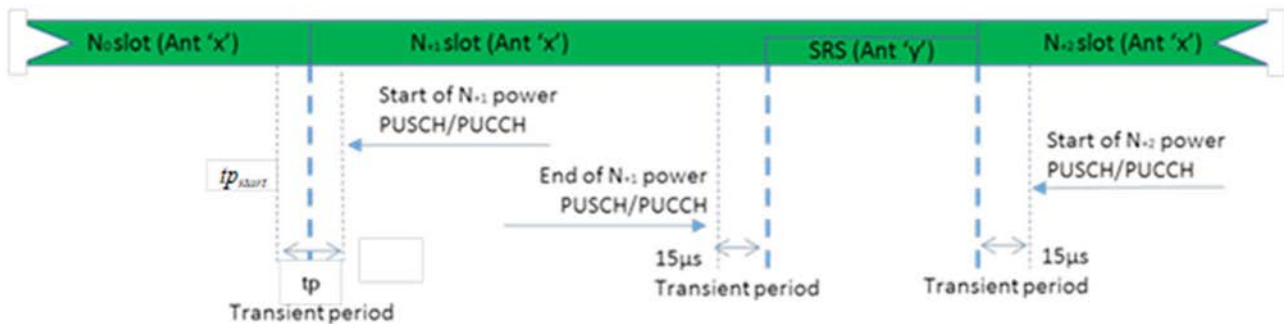 N₀ slot (Ant ‘x’)
N₊₁ slot (Ant ‘x’)
SRS (Ant ‘y’)
N₊₂ slot (Ant ‘x’)
Start of N₊₁ power
PUSCH/PUCCH
tp_start
End of N₊₁ power
PUSCH/PUCCH
Start of N₊₂ power
PUSCH/PUCCH
tp
Transient period
15µs
Transient period
15µs
Transient period